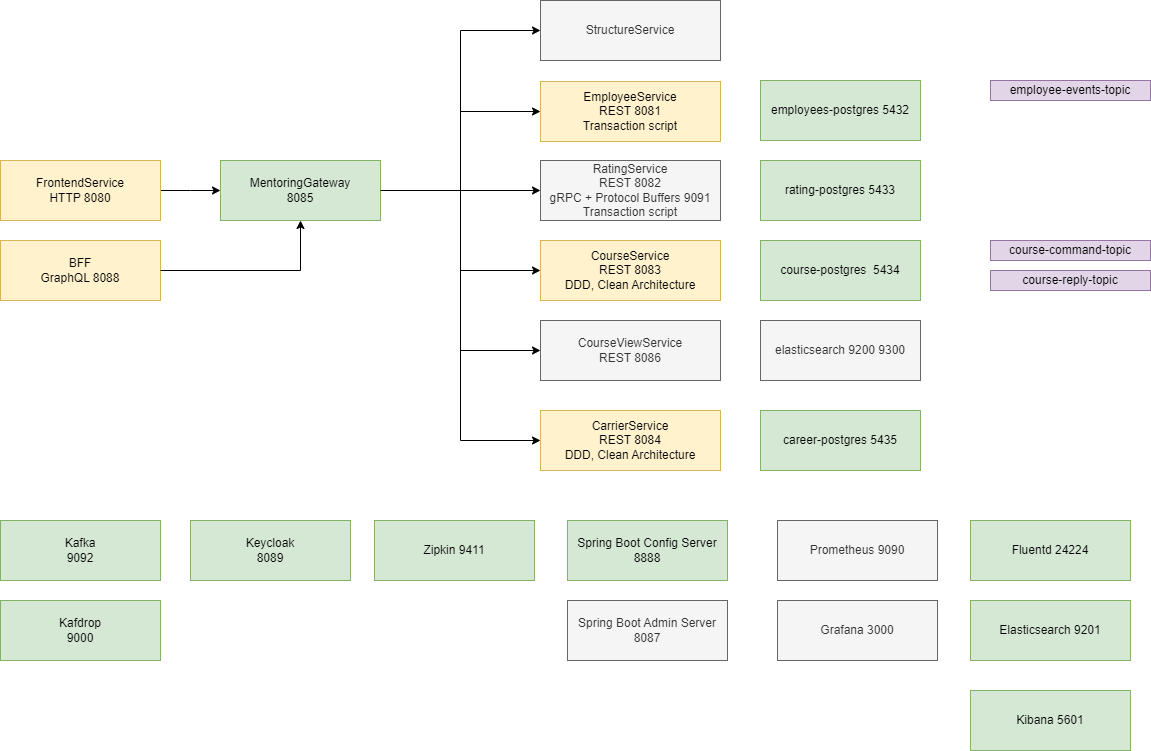 StructureService
EmployeeService
REST 8081
Transaction script
employees-postgres 5432
employee-events-topic
FrontendService
HTTP 8080
MentoringGateway
8085
RatingService
REST 8082
gRPC + Protocol Buffers 9091
Transaction script
rating-postgres 5433
BFF
GraphQL 8088
CourseService
REST 8083
DDD, Clean Architecture
course-postgres 5434
course-command-topic
course-reply-topic
CourseViewService
REST 8086
elasticsearch 9200 9300
CarrierService
REST 8084
DDD, Clean Architecture
career-postgres 5435
Kafka
9092
Keycloak
8089
Zipkin 9411
Spring Boot Config Server
8888
Prometheus 9090
Fluentd 24224
Kafdrop
9000
Spring Boot Admin Server
8087
Grafana 3000
Elasticsearch 9201
Kibana 5601